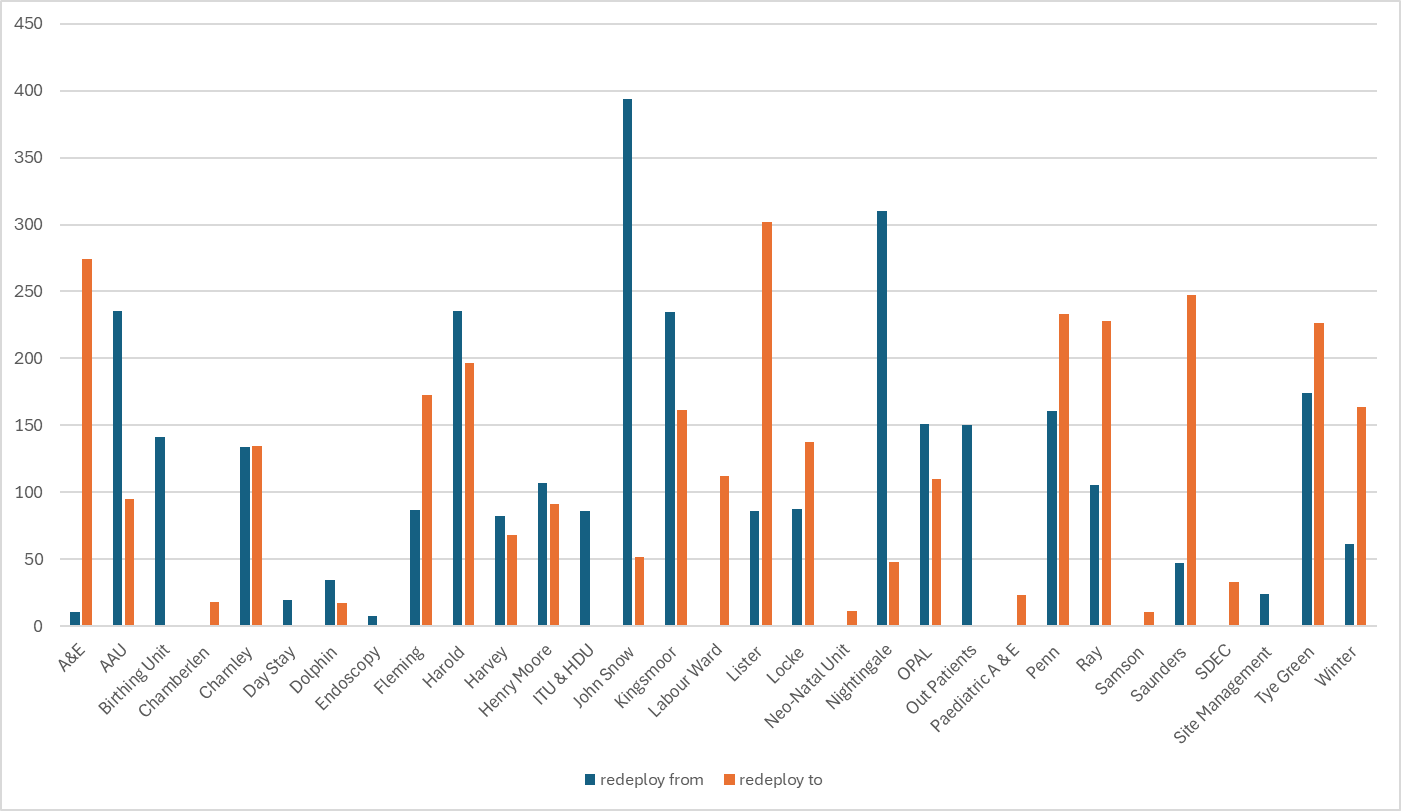 450
400
350
300
250
200
150
100
50
0
A&E
AAU
Birthing Unit
Chamberlen
Charnley
Day Stay
Dolphin
Endoscopy
Fleming
Harold
Harvey
Henry Moore
ITU & HDU
John Snow
Kingsmoor
Labour Ward
Lister
Locke
Neo-Natal Unit
Nightingale
OPAL
Out Patients
Paediatric A & E
Penn
Ray
Samson
Saunders
SDEC
Site Management
Tye Green
Winter
redeploy from
redeploy to